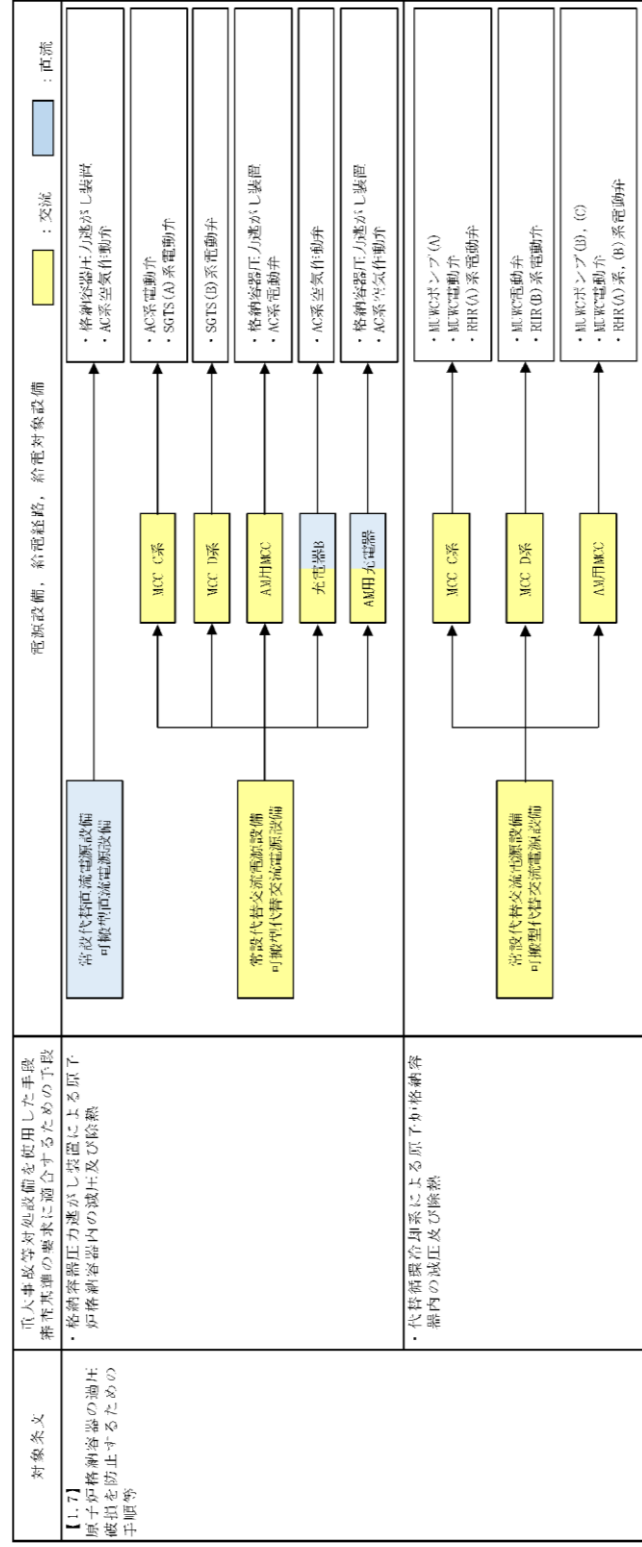 対象条文
重大事故等対処設備を使用した手段
審査基準の要求に適合するための手段
電源設備，給電経路，給電対象設備
：交流
：直流
【1.7】
原子炉格納容器の過圧
破損を防止するための
手順等
・格納容器圧力逃がし装置による原子
炉格納容器内の減圧及び除熱
常設代替直流電源設備
可搬型直流電源設備
・格納容器圧力逃がし装置
・AC系空気作動弁
常設代替交流電源設備
可搬型代替交流電源設備
MCC C系
・AC系電動弁
・SGTS(A)系電動弁
MCC D系
・SGTS(B)系電動弁
AM用MCC
・格納容器圧力逃がし装置
・AC系電動弁
充電器B
・AC系空気作動弁
AM用充電器
・格納容器圧力逃がし装置
・AC系空気作動弁
・代替循環冷却系による原子炉格納容
器内の減圧及び除熱
常設代替交流電源設備
可搬型代替交流電源設備
MCC C系
・MUWCポンプ(A)
・MUWC電動弁
・RHR(A)系電動弁
MCC D系
・MUWC電動弁
・RHR(B)系電動弁
AM用MCC
・MUWCポンプ(B)，(C)
・MUWC電動弁
・RHR(A)系，(B)系電動弁